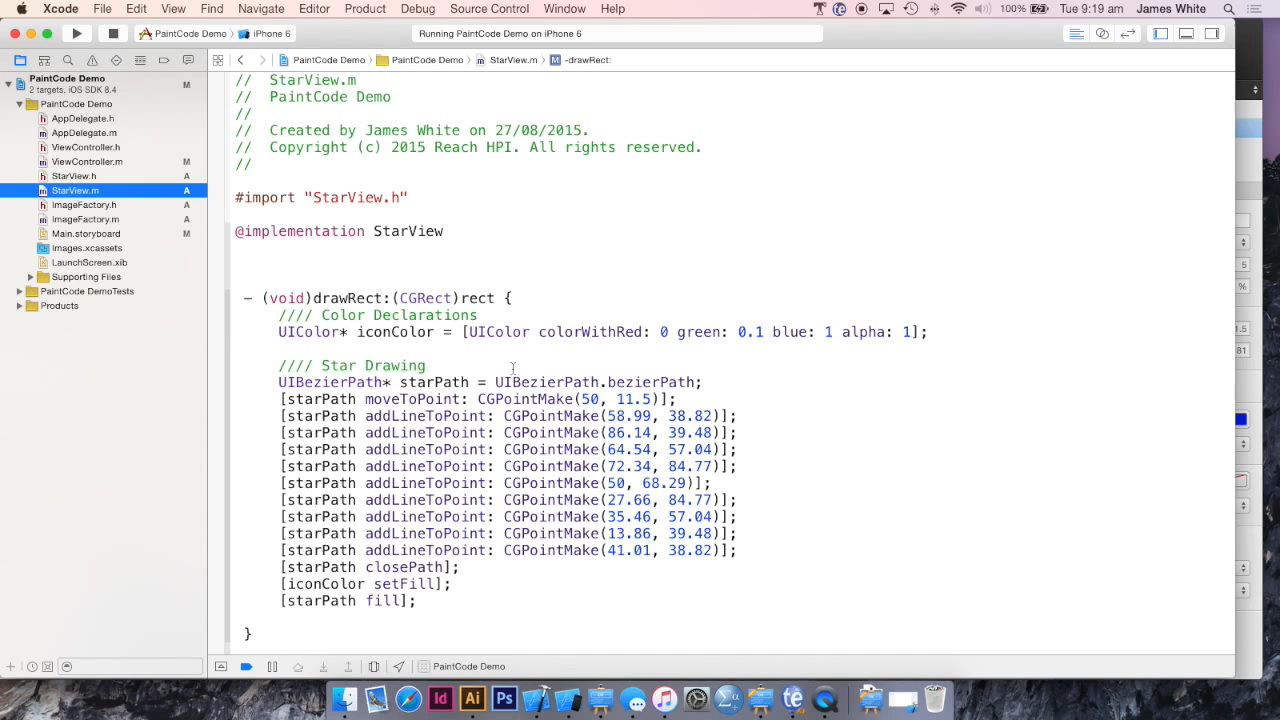 Xcode File Edit View Find Navigate Editor Product Debug Source Control Window Help 100% Tue 9:19 am James White
PaintCode Demo iPhone 6 Running PaintCode Demo on iPhone 6
PaintCode Demo PaintCode Demo StarView.m M -drawRect:
PaintCode Demo M
2 targets, iOS SDK 8.4
PaintCode Demo
AppDelegate.h
AppDelegate.m
ViewController.h
ViewController.m M
StarView.h A
StarView.m A
ImageFactory.h A
ImageFactory.m A
Main.storyboard M
Images.xcassets
LaunchScreen.xib
Supporting Files
PaintCode DemoTests
Products
// StarView.m
// PaintCode Demo
//
// Created by James White on 27/08/2015.
// Copyright (c) 2015 Reach HPI. All rights reserved.
//
#import "StarView.h"
@implementation StarView
- (void)drawRect:(CGRect)rect {
//// Color Declarations
UIColor* iconColor = [UIColor colorWithRed: 0 green: 0.1 blue: 1 alpha: 1];
//// Star Drawing
UIBezierPath* starPath = UIBezierPath.bezierPath;
[starPath moveToPoint: CGPointMake(50, 11.5)];
[starPath addLineToPoint: CGPointMake(58.99, 38.82)];
[starPath addLineToPoint: CGPointMake(86.14, 39.48)];
[starPath addLineToPoint: CGPointMake(64.54, 57.04)];
[starPath addLineToPoint: CGPointMake(72.34, 84.77)];
[starPath addLineToPoint: CGPointMake(50, 68.29)];
[starPath addLineToPoint: CGPointMake(27.66, 84.77)];
[starPath addLineToPoint: CGPointMake(35.46, 57.04)];
[starPath addLineToPoint: CGPointMake(13.86, 39.48)];
[starPath addLineToPoint: CGPointMake(41.01, 38.82)];
[starPath closePath];
[iconColor setFill];
[starPath fill];
}
PaintCode Demo
5
%
1.5
81
Id Ai Ps té